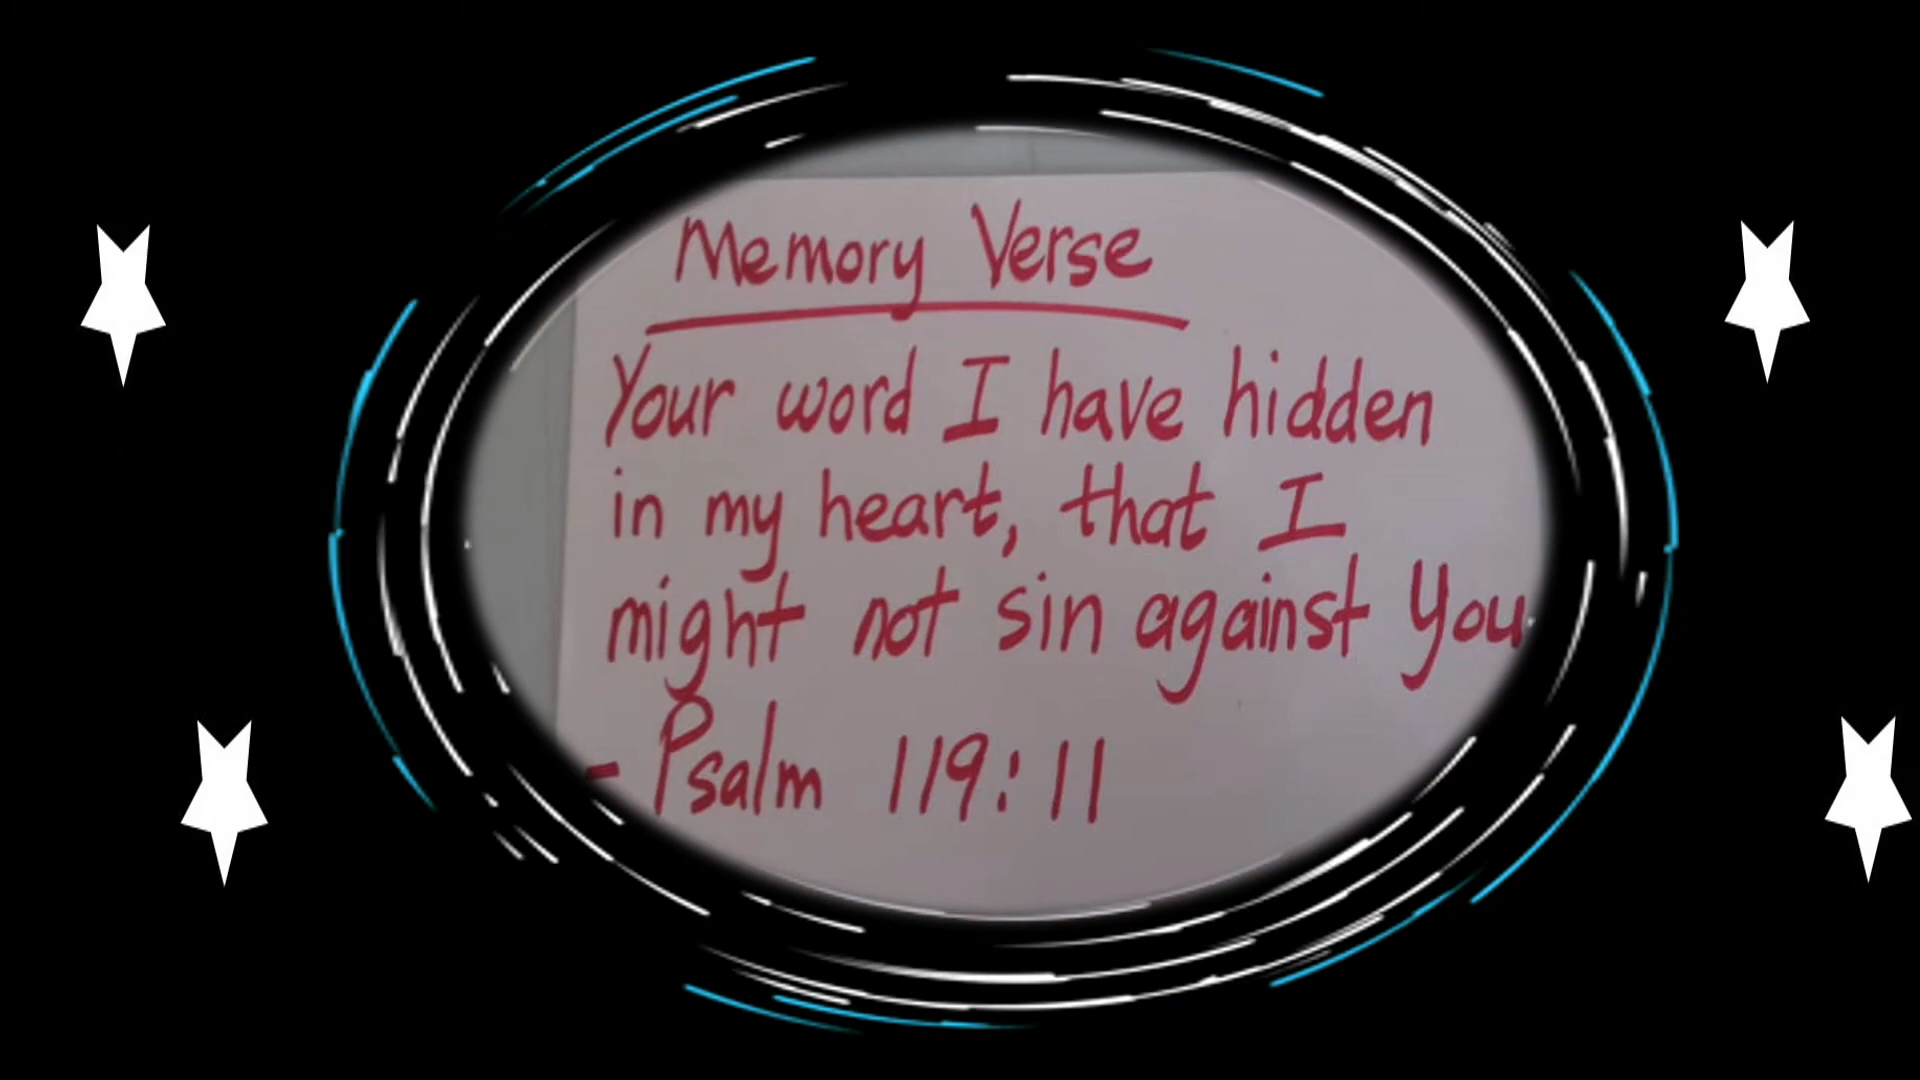 Memory Verse
Your word I have hidden
in my heart, that I
might not sin against You
- Psalm 119:11